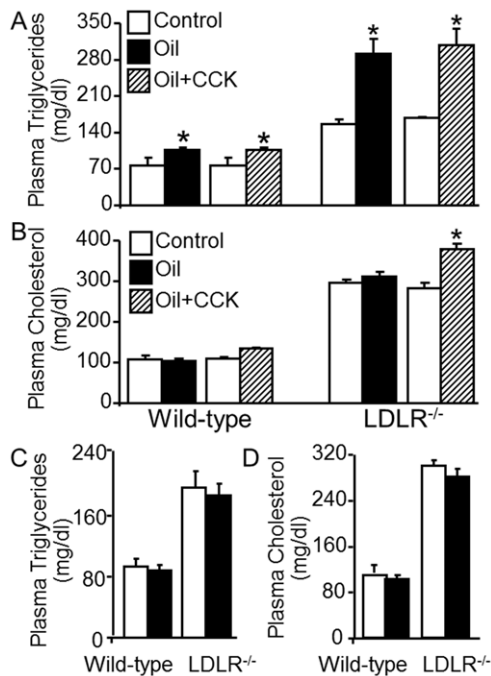 A
Plasma Triglycerides
(mg/dl)
350
280
210
140
70
0
Control
Oil
Oil+CCK
*
*
*
*
B
Plasma Cholesterol
(mg/dl)
400
300
200
100
0
Control
Oil
Oil+CCK
*
Wild-type
LDLR-/-
C
Plasma Triglycerides
(mg/dl)
240
160
80
0
Wild-type
LDLR-/-
D
Plasma Cholesterol
(mg/dl)
320
240
160
80
0
Wild-type
LDLR-/-